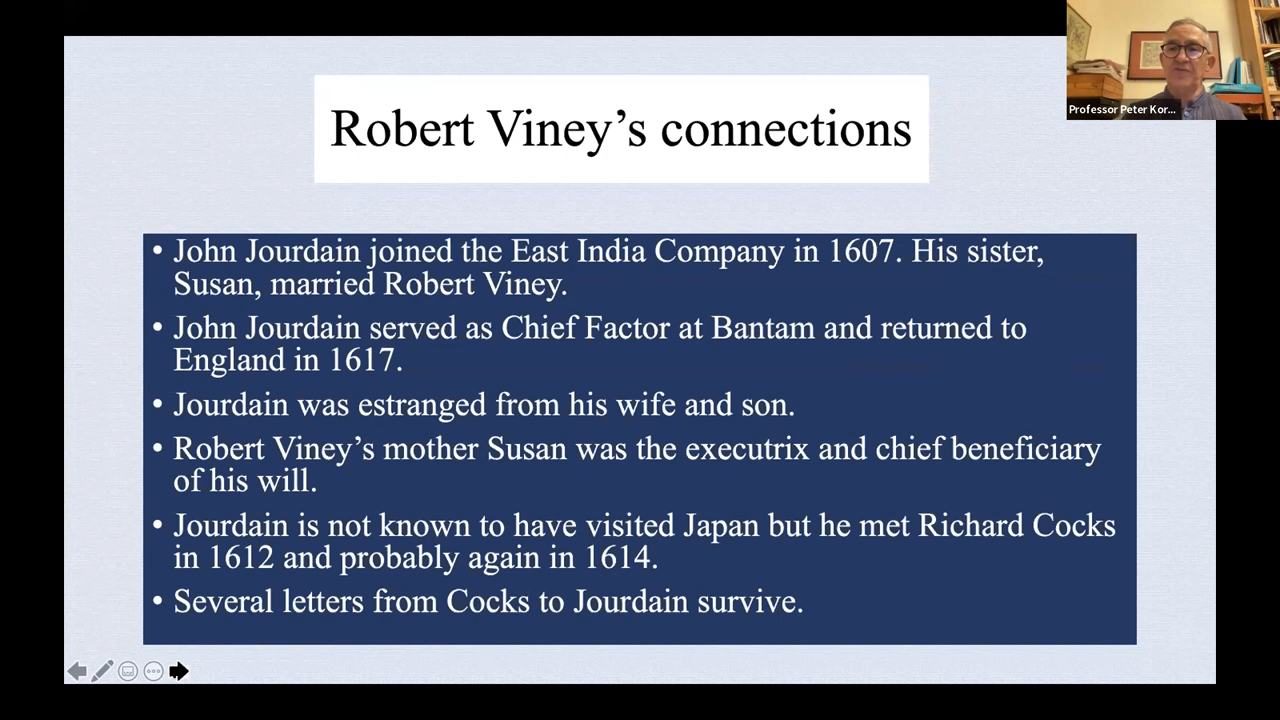 Professor Peter Kor...
Robert Viney’s connections
• John Jourdain joined the East India Company in 1607. His sister,
Susan, married Robert Viney.
• John Jourdain served as Chief Factor at Bantam and returned to
England in 1617.
• Jourdain was estranged from his wife and son.
• Robert Viney’s mother Susan was the executrix and chief beneficiary
of his will.
• Jourdain is not known to have visited Japan but he met Richard Cocks
in 1612 and probably again in 1614.
• Several letters from Cocks to Jourdain survive.